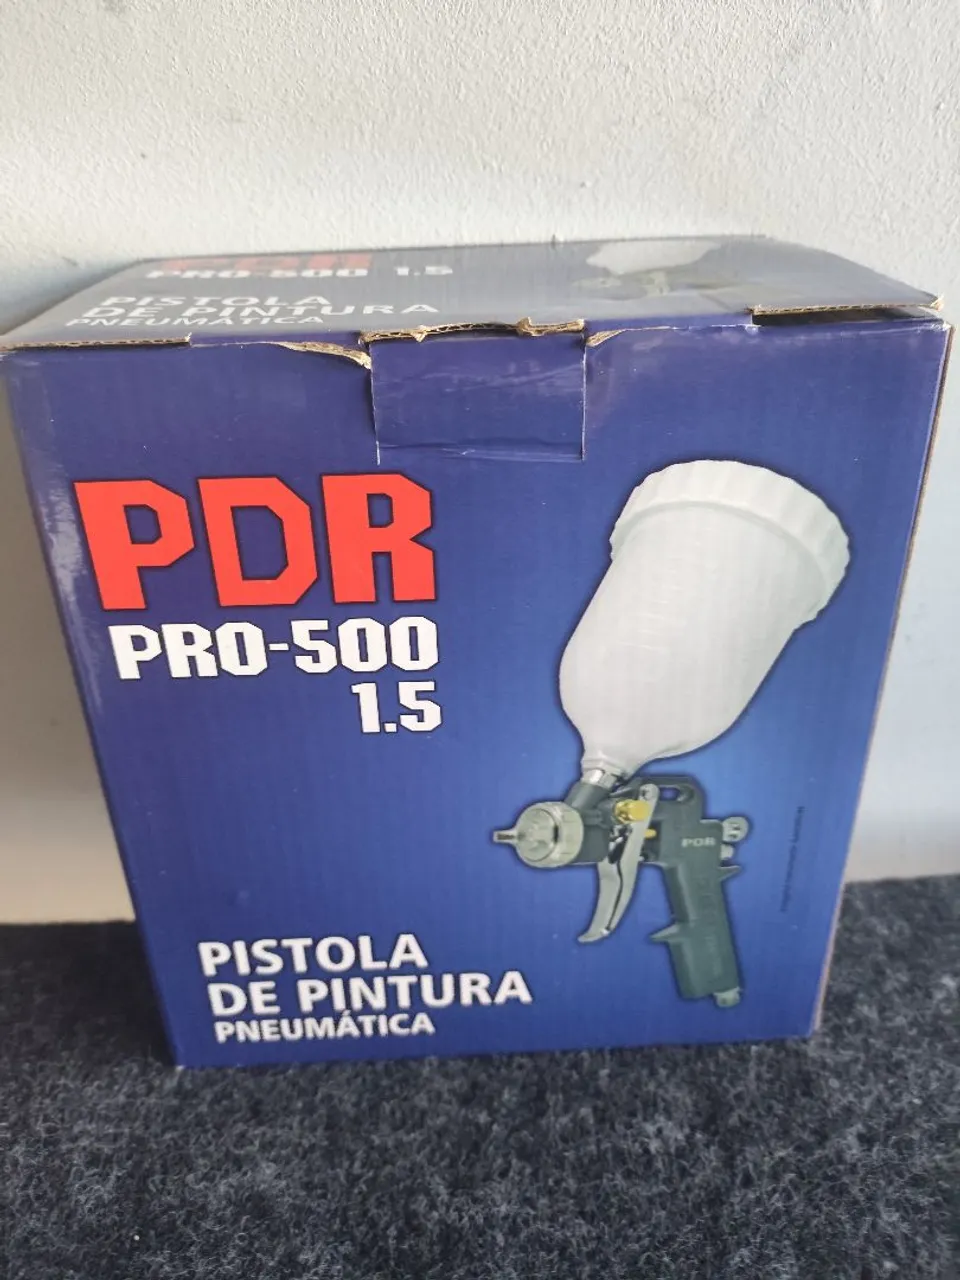 PDR
PRO-500 1.5
PISTOLA
DE PINTURA
PNEUMÁTICA
PDR
PRO-500
1.5
PDR
PISTOLA
DE PINTURA
PNEUMÁTICA